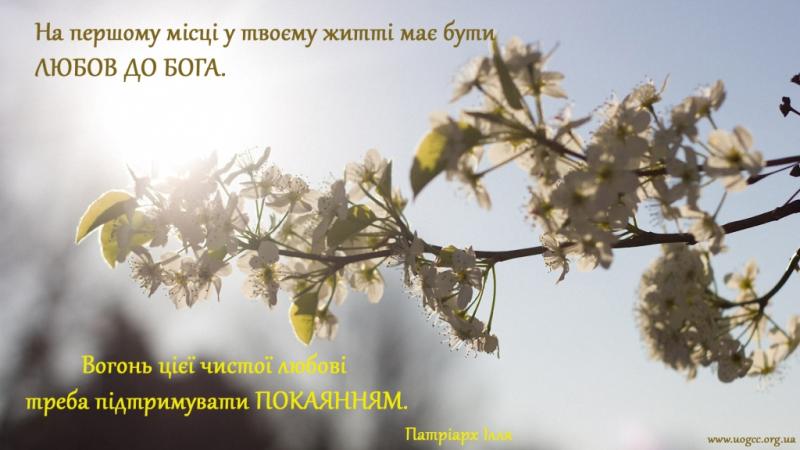 На першому місці у твоєму житті має бути
ЛЮБОВ ДО БОГА.
Вогонь цієї чистої любові
треба підтримувати ПОКАЯННЯМ.
Патріарх Ілля
www.uogcc.org.ua